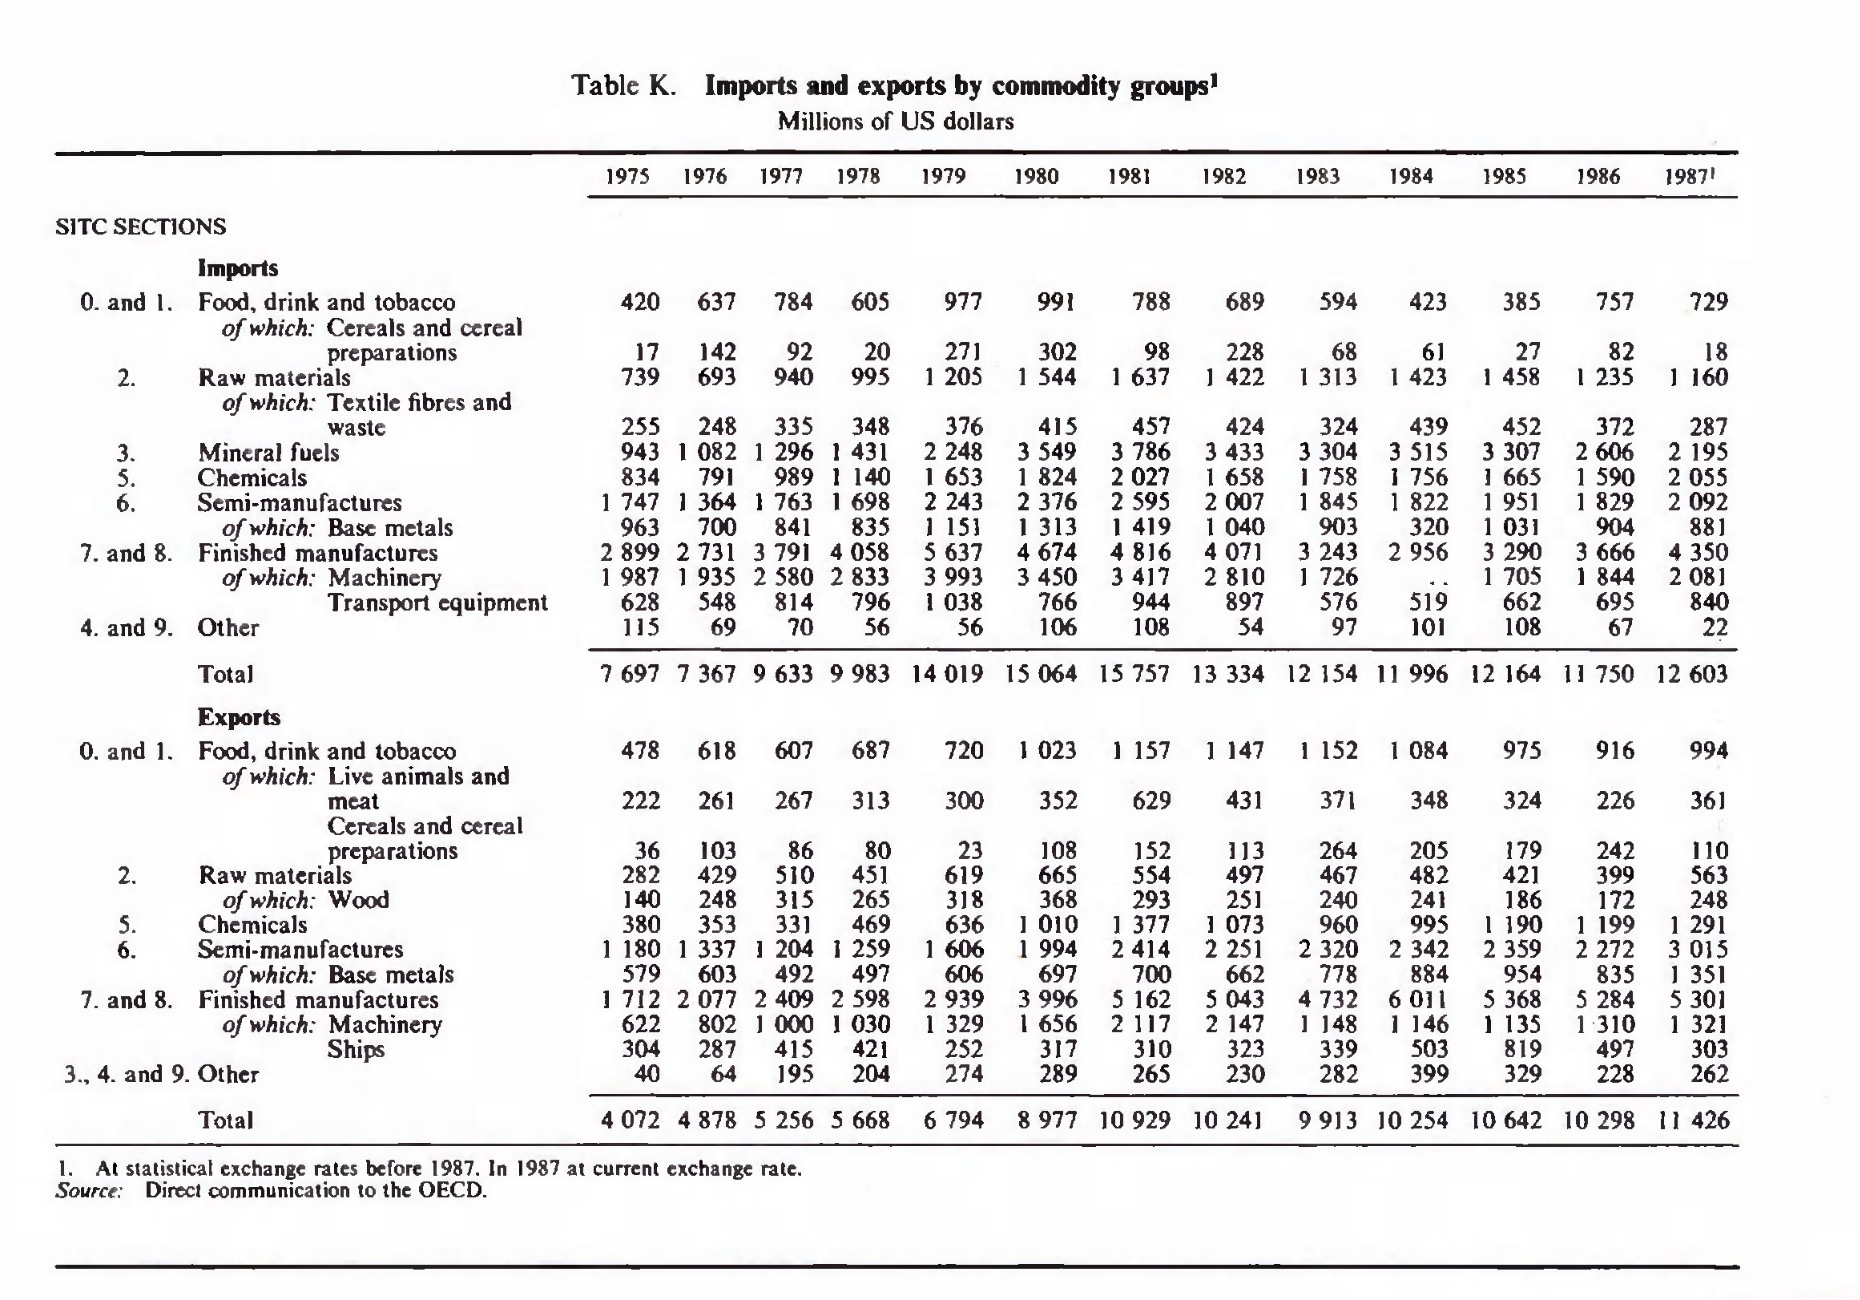 Table K. Imports and exports by commodity groups¹
Millions of US dollars
1975 1976 1977 1978 1979 1980 1981 1982 1983 1984 1985 1986 1987¹
SITC SECTIONS
Imports
0. and 1. Food, drink and tobacco 420 637 784 605 977 991 788 689 594 423 385 757 729
of which: Cereals and cereal
preparations 17 142 92 20 271 302 98 228 68 61 27 82 18
2. Raw materials 739 693 940 995 1 205 1 544 1 637 1 422 1 313 1 423 1 458 1 235 1 160
of which: Textile fibres and
waste 255 248 335 348 376 415 457 424 324 439 452 372 287
3. Mineral fuels 943 1 082 1 296 1 431 2 248 3 549 3 786 3 433 3 304 3 515 3 307 2 606 2 195
5. Chemicals 834 791 989 1 140 1 653 1 824 2 027 1 658 1 758 1 756 1 665 1 590 2 055
6. Semi-manufactures 1 747 1 364 1 763 1 698 2 243 2 376 2 595 2 007 1 845 1 822 1 951 1 829 2 092
of which: Base metals 963 700 841 835 1 151 1 313 1 419 1 040 903 320 1 031 904 881
7. and 8. Finished manufactures 2 899 2 731 3 791 4 058 5 637 4 674 4 816 4 071 3 243 2 956 3 290 3 666 4 350
of which: Machinery 1 987 1 935 2 580 2 833 3 993 3 450 3 417 2 810 1 726 .. 1 705 1 844 2 081
Transport equipment 628 548 814 796 1 038 766 944 897 576 519 662 695 840
4. and 9. Other 115 69 70 56 56 106 108 54 97 101 108 67 22
Total 7 697 7 367 9 633 9 983 14 019 15 064 15 757 13 334 12 154 11 996 12 164 11 750 12 603
Exports
0. and 1. Food, drink and tobacco 478 618 607 687 720 1 023 1 157 1 147 1 152 1 084 975 916 994
of which: Live animals and
meat 222 261 267 313 300 352 629 431 371 348 324 226 361
Cereals and cereal
preparations 36 103 86 80 23 108 152 113 264 205 179 242 110
2. Raw materials 282 429 510 451 619 665 554 497 467 482 421 399 563
of which: Wood 140 248 315 265 318 368 293 251 240 241 186 172 248
5. Chemicals 380 353 331 469 636 1 010 1 377 1 073 960 995 1 190 1 199 1 291
6. Semi-manufactures 1 180 1 337 1 204 1 259 1 606 1 994 2 414 2 251 2 320 2 342 2 359 2 272 3 015
of which: Base metals 579 603 492 497 606 697 700 662 778 884 954 835 1 351
7. and 8. Finished manufactures 1 712 2 077 2 409 2 598 2 939 3 996 5 162 5 043 4 732 6 011 5 368 5 284 5 301
of which: Machinery 622 802 1 000 1 030 1 329 1 656 2 117 2 147 1 148 1 146 1 135 1 310 1 321
Ships 304 287 415 421 252 317 310 323 339 503 819 497 303
3., 4. and 9. Other 40 64 195 204 274 289 265 230 282 399 329 228 262
Total 4 072 4 878 5 256 5 668 6 794 8 977 10 929 10 241 9 913 10 254 10 642 10 298 11 426
1. At statistical exchange rates before 1987. In 1987 at current exchange rate.
Source: Direct communication to the OECD.